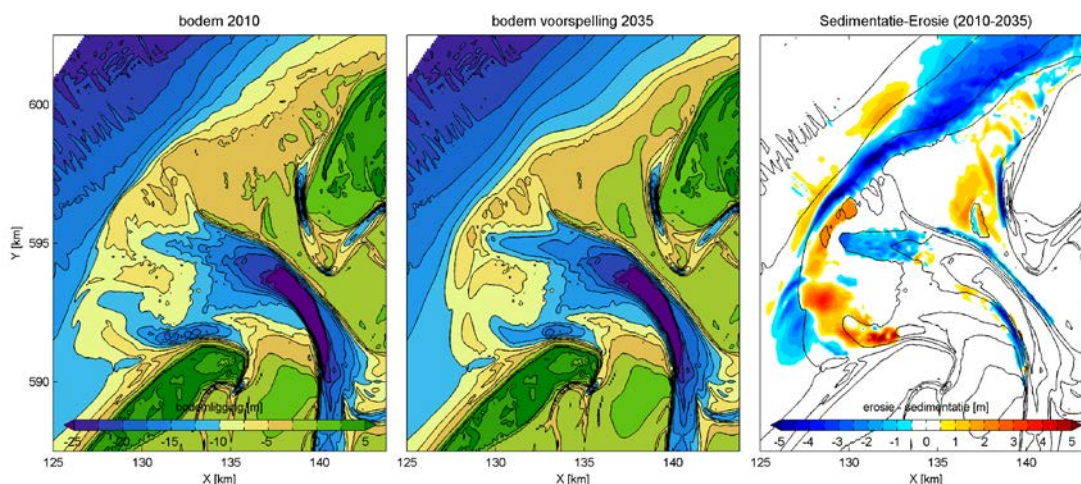 bodem 2010
bodem voorspelling 2035
Sedimentatie-Erosie (2010-2035)
600
595
590
Y [km]
bodemligging [m]
-25 -20 -15 -10 -5 0 5
erosie - sedimentatie [m]
-5 -4 -3 -2 -1 0 1 2 3 4 5
125 130 135 140
125 130 135 140
125 130 135 140
X [km]
X [km]
X [km]